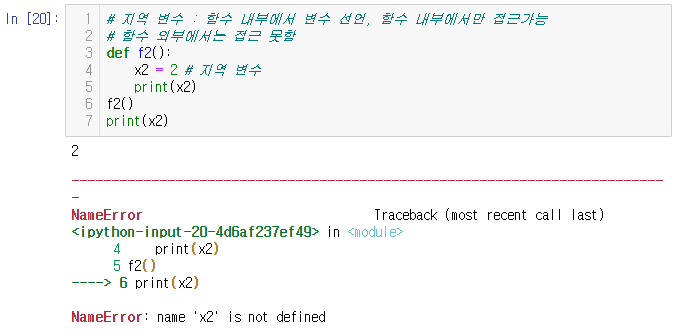 In [20]:
1 # 지역 변수 : 함수 내부에서 변수 선언, 함수 내부에서만 접근가능
2 # 함수 외부에서는 접근 못함
3 def f2():
4     x2 = 2 # 지역 변수
5     print(x2)
6 f2()
7 print(x2)
2
---------------------------------------------------------------------------
NameError                                 Traceback (most recent call last)
<ipython-input-20-4d6af237ef49> in <module>
      4     print(x2)
      5 f2()
----> 6 print(x2)
NameError: name 'x2' is not defined